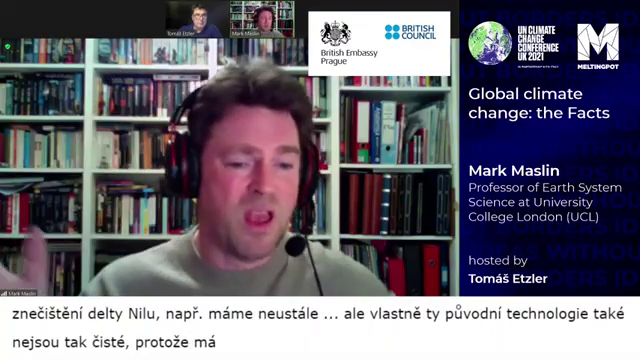 Tomáš Etzler
Mark Maslin
British Embassy
Prague
BRITISH
COUNCIL
UN CLIMATE
CHANGE
CONFERENCE
UK 2021
MELTINGPOT
Global climate
change: the Facts
Mark Maslin
Professor of Earth System
Science at University
College London (UCL)
hosted by
Tomáš Etzler
Mark Maslin
znečištění delty Nilu, např. máme neustále ... ale vlastně ty původní technologie také
nejsou tak čisté, protože má